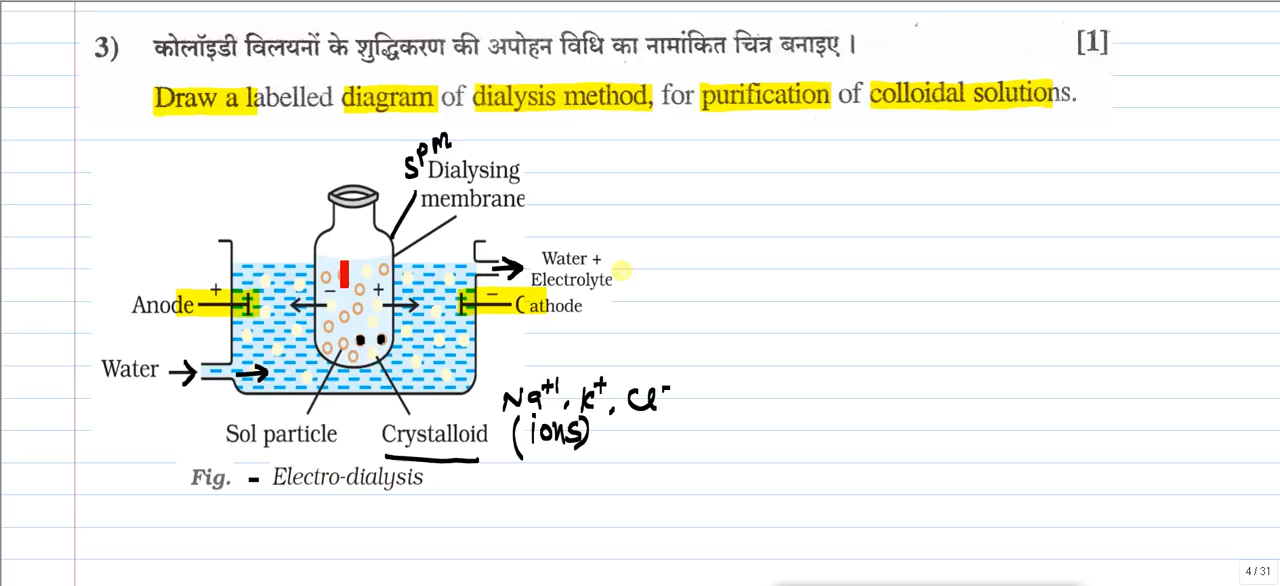 3) कोलॉइडी विलयनों के शुद्धिकरण की अपोहन विधि का नामांकित चित्र बनाइए । [1]
Draw a labelled diagram of dialysis method, for purification of colloidal solutions.
SPM
Dialysing
membrane
Water +
Electrolyte
+
−
Anode
− +
Cathode
Water
Na+1, K+, Cl-
(ions)
Sol particle
Crystalloid
Fig. - Electro-dialysis
4 / 31